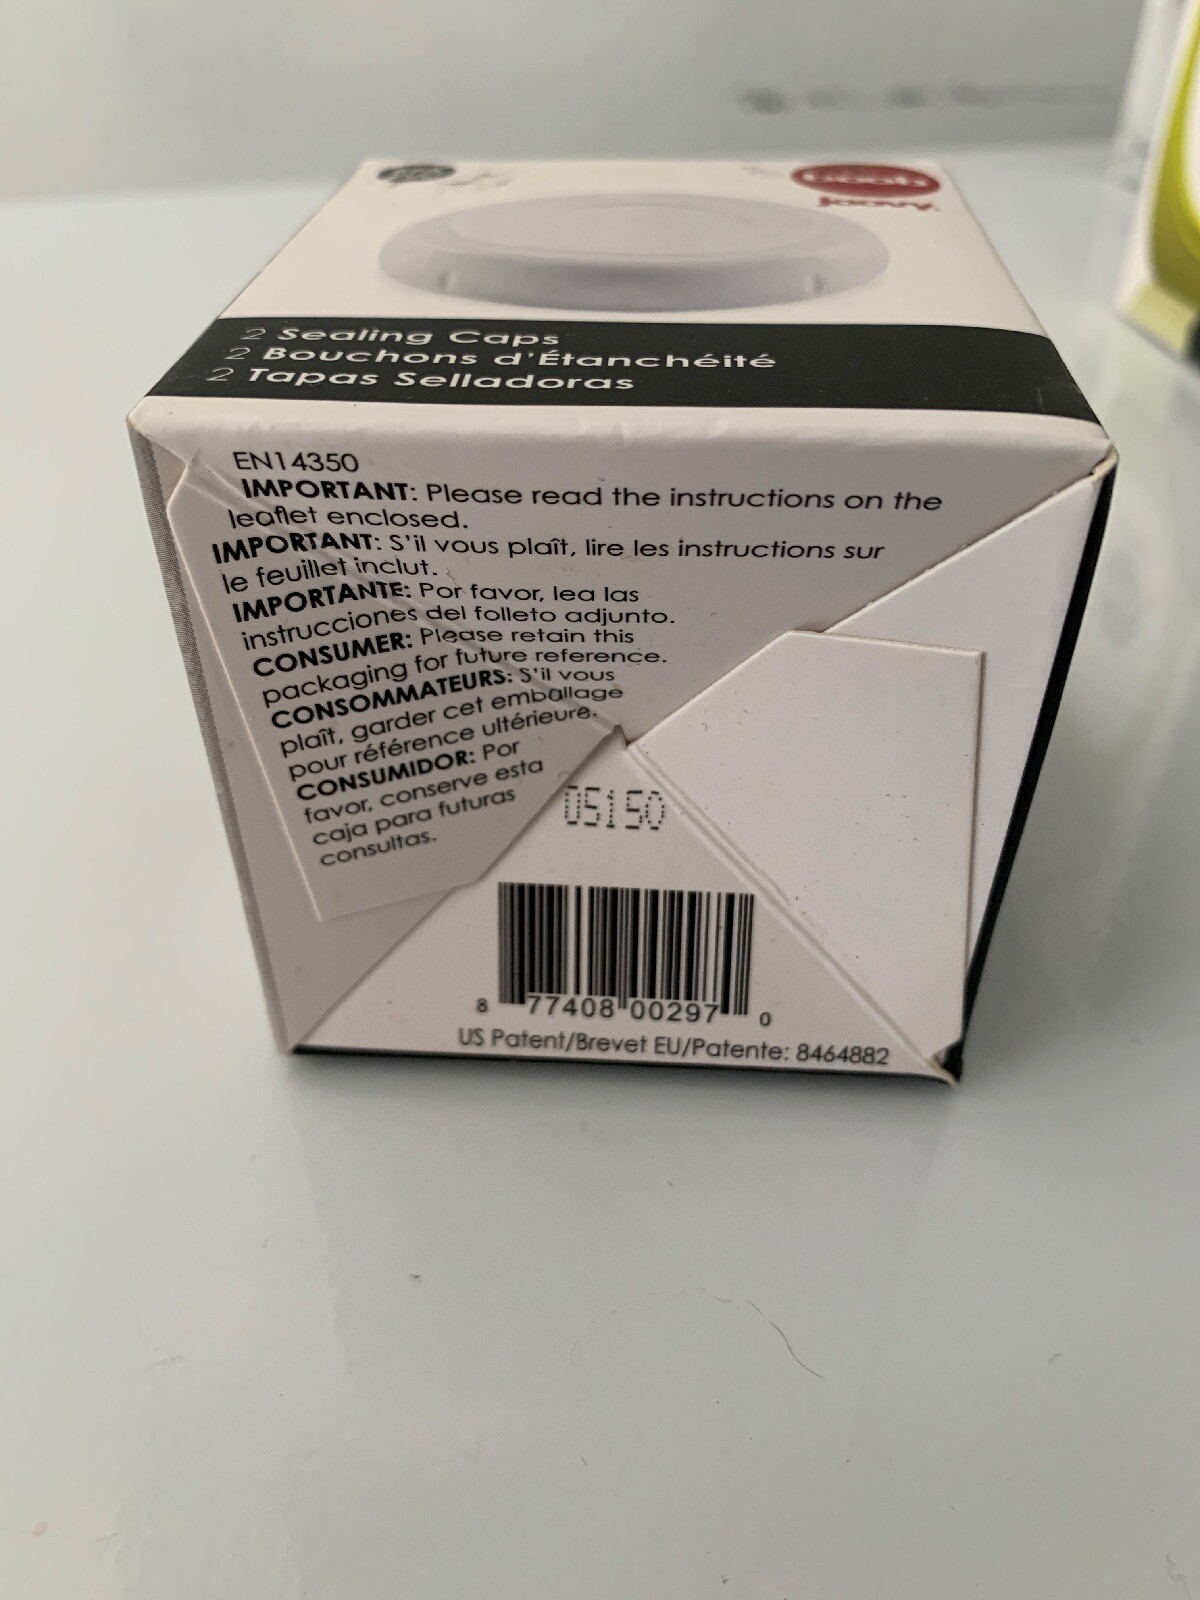 boob
Joovy.
2 Sealing Caps
2 Bouchons d'Étanchéité
2 Tapas Selladoras
EN14350
IMPORTANT: Please read the instructions on the
leaflet enclosed.
IMPORTANT: S'il vous plaît, lire les instructions sur
le feuillet inclut.
IMPORTANTE: Por favor, lea las
instrucciones del folleto adjunto.
CONSUMER: Please retain this
packaging for future reference.
CONSOMMATEURS: S'il vous
plaît, garder cet emballage
pour référence ultérieure.
CONSUMIDOR: Por
favor, conserve esta
caja para futuras
consultas.
05150
8 77408 00297 0
US Patent/Brevet EU/Patente: 8464882